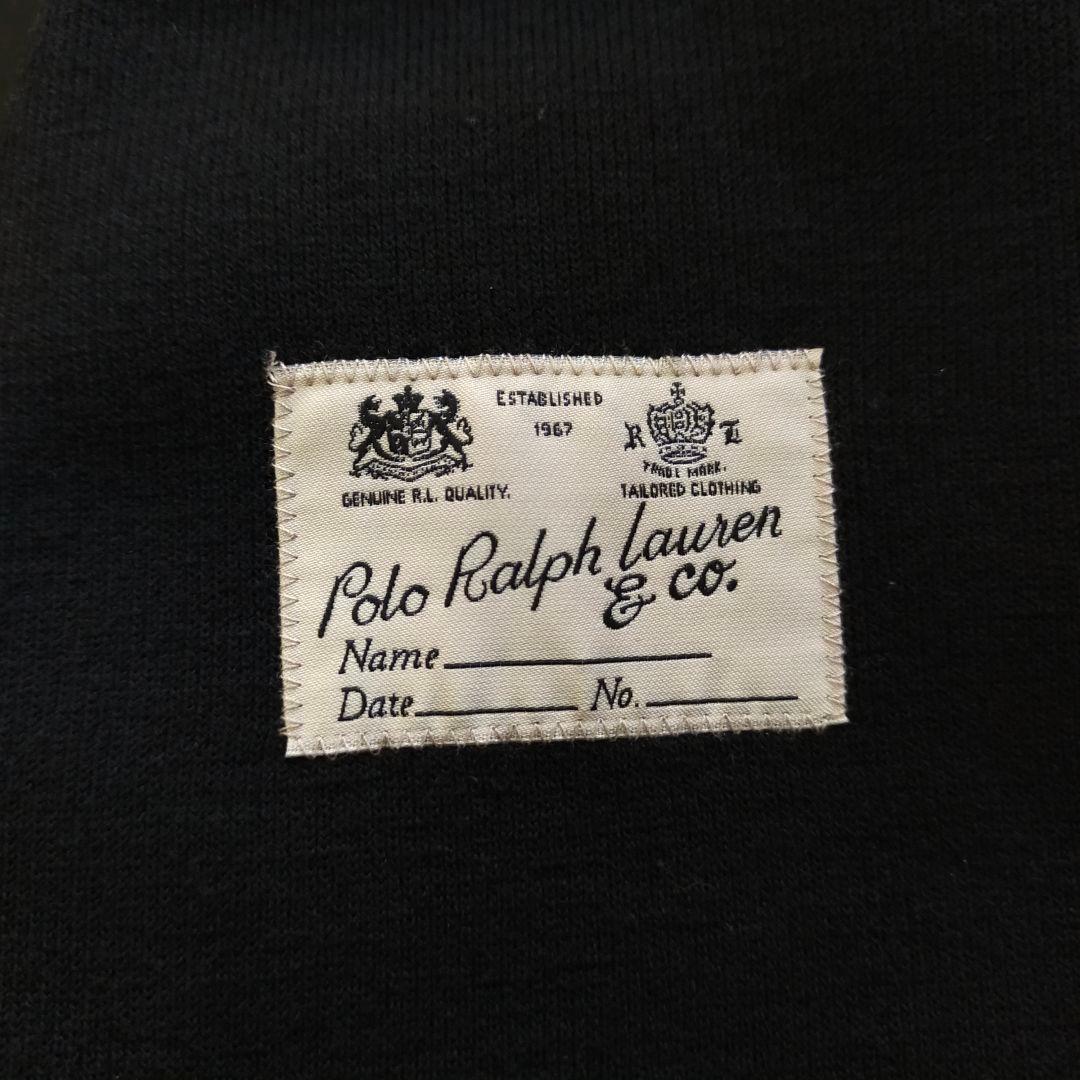 ESTABLISHED
1967
R L
TRADE MARK.
GENUINE R.L. QUALITY.
TAILORED CLOTHING
Polo Ralph Lauren
& co.
Name
Date No.